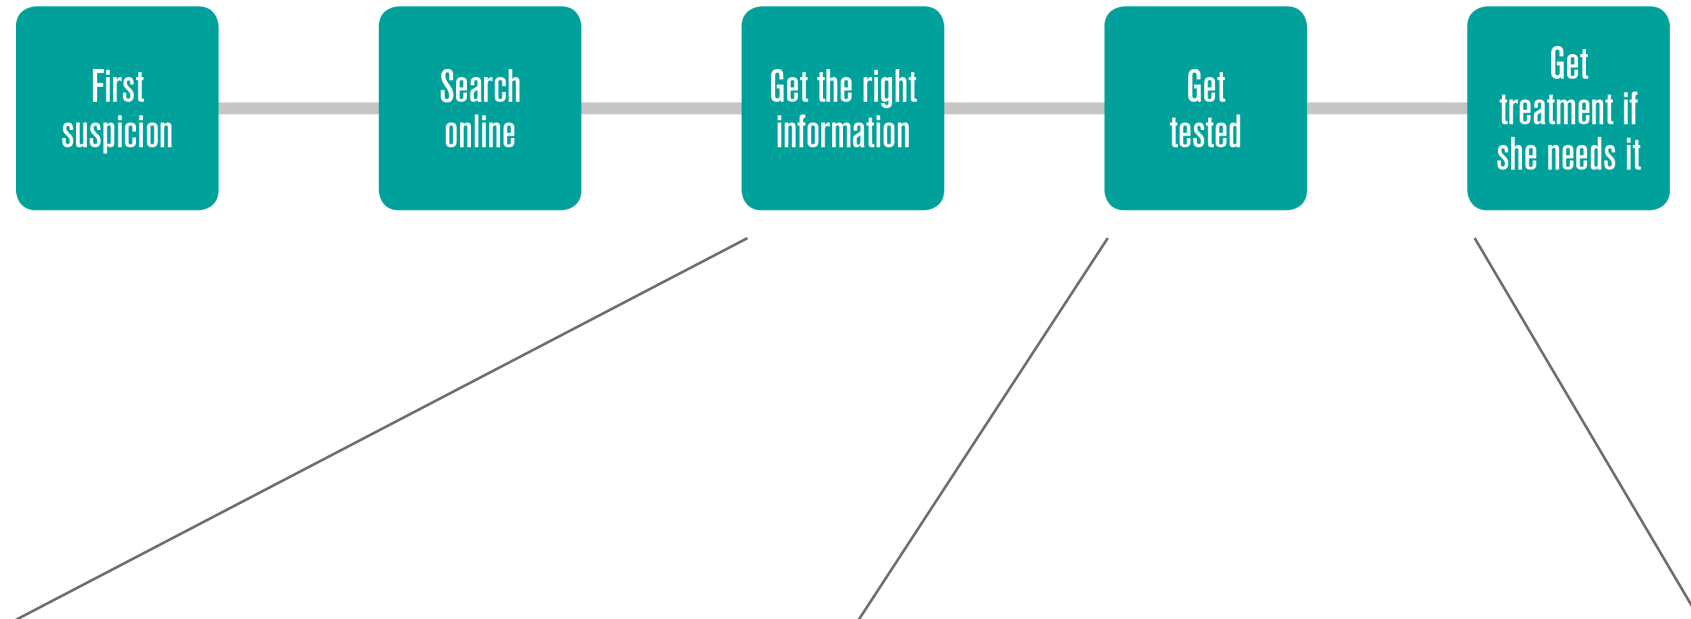 First
suspicion
Search
online
Get the right
information
Get
tested
Get
treatment if
she needs it